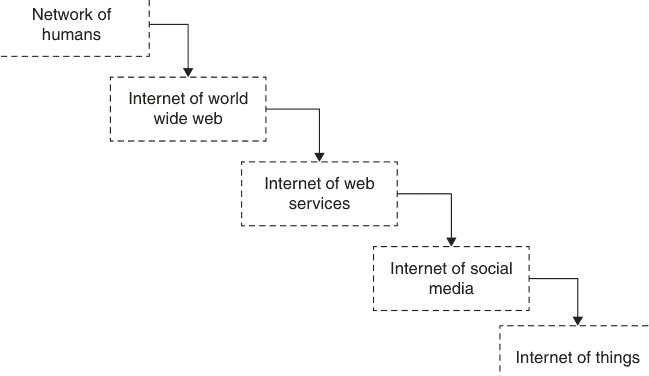 Network of
humans
Internet of world
wide web
Internet of web
services
Internet of social
media
Internet of things